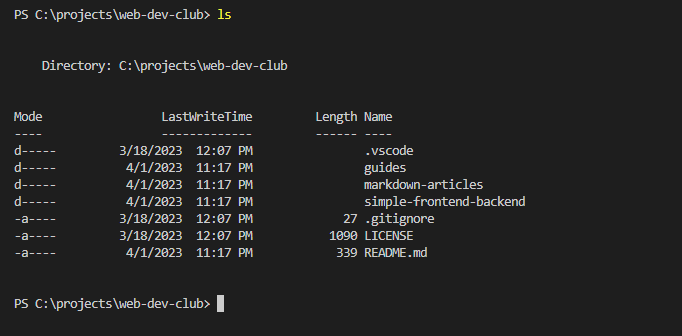 PS C:\projects\web-dev-club> ls
Directory: C:\projects\web-dev-club
Mode                 LastWriteTime         Length Name
----                 -------------         ------ ----
d-----         3/18/2023  12:07 PM                .vscode
d-----          4/1/2023  11:17 PM                guides
d-----          4/1/2023  11:17 PM                markdown-articles
d-----          4/1/2023  11:17 PM                simple-frontend-backend
-a----         3/18/2023  12:07 PM             27 .gitignore
-a----         3/18/2023  12:07 PM           1090 LICENSE
-a----          4/1/2023  11:17 PM            339 README.md
PS C:\projects\web-dev-club>